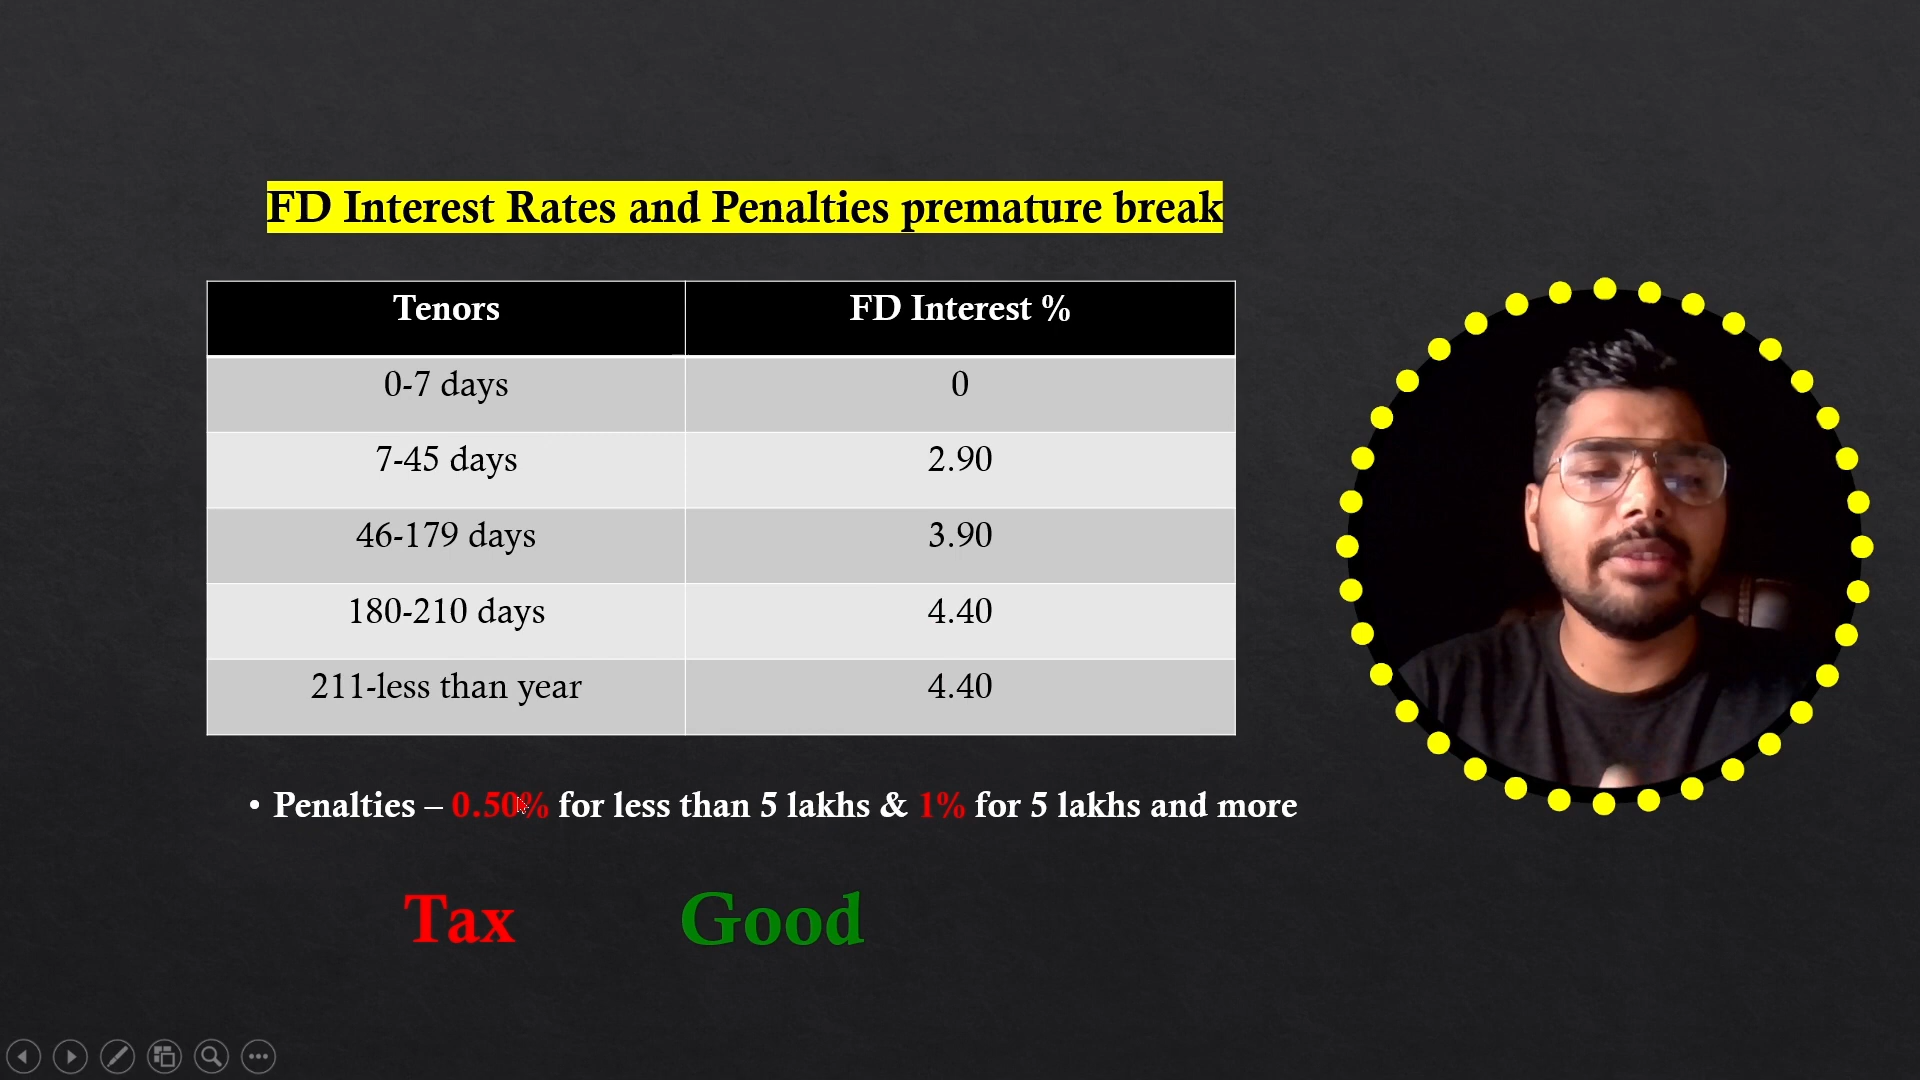 FD Interest Rates and Penalties premature break
Tenors FD Interest %
0-7 days 0
7-45 days 2.90
46-179 days 3.90
180-210 days 4.40
211-less than year 4.40
• Penalties – 0.50% for less than 5 lakhs & 1% for 5 lakhs and more
Tax Good